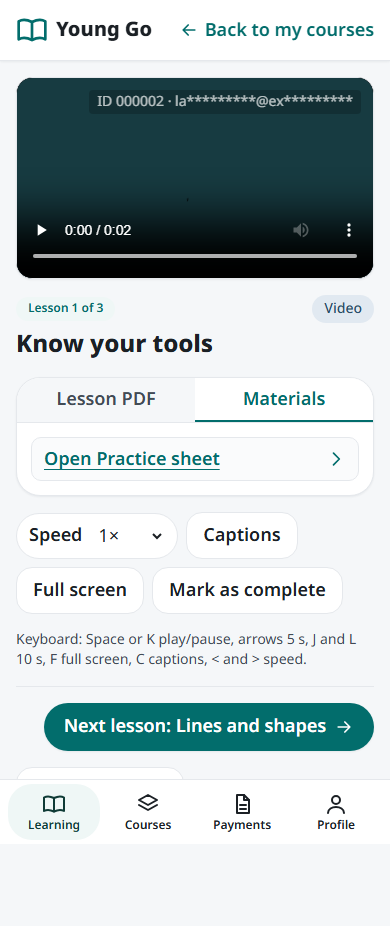 Young Go
← Back to my courses
ID 000002 · la*********@ex*********
0:00 / 0:02
Lesson 1 of 3
Video
Know your tools
Lesson PDF
Materials
Open Practice sheet
Speed 1×
Captions
Full screen
Mark as complete
Keyboard: Space or K play/pause, arrows 5 s, J and L
10 s, F full screen, C captions, < and > speed.
Next lesson: Lines and shapes →
Learning
Courses
Payments
Profile